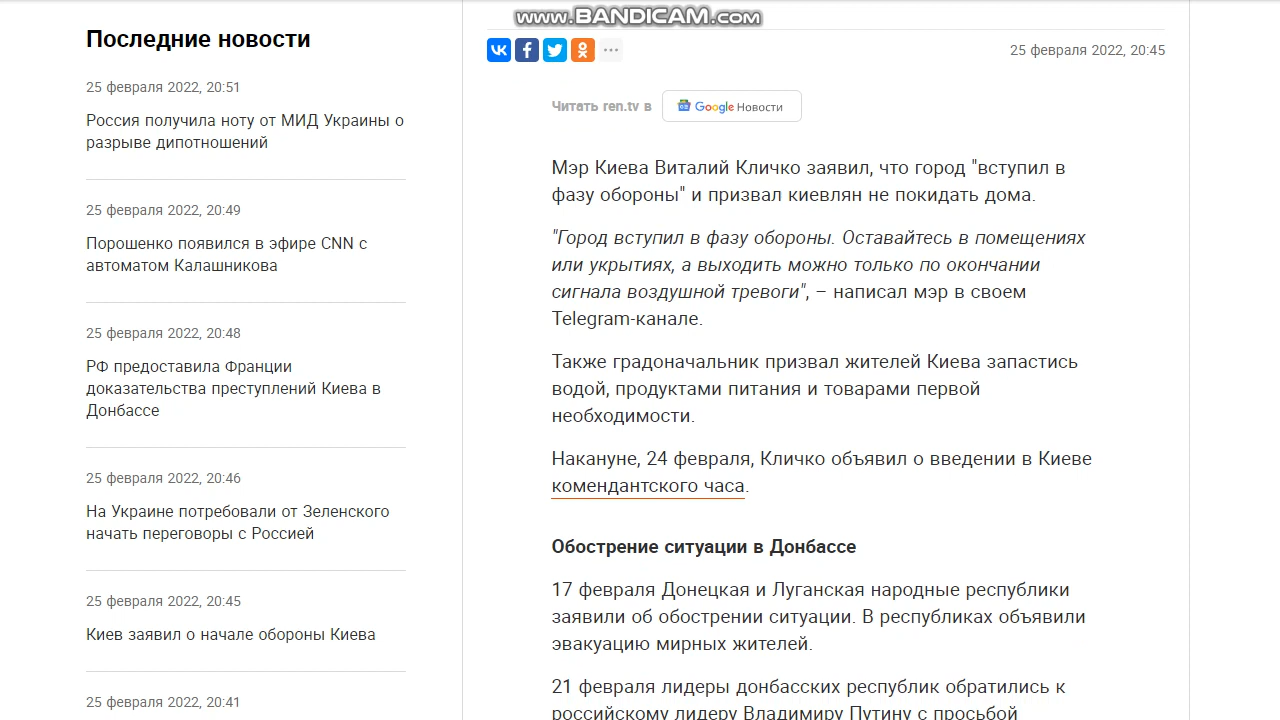 www.BANDICAM.com
Последние новости
25 февраля 2022, 20:51
Россия получила ноту от МИД Украины о
разрыве дипотношений
25 февраля 2022, 20:49
Порошенко появился в эфире CNN с
автоматом Калашникова
25 февраля 2022, 20:48
РФ предоставила Франции
доказательства преступлений Киева в
Донбассе
25 февраля 2022, 20:46
На Украине потребовали от Зеленского
начать переговоры с Россией
25 февраля 2022, 20:45
Киев заявил о начале обороны Киева
25 февраля 2022, 20:41
25 февраля 2022, 20:45
Читать ren.tv в Google Новости
Мэр Киева Виталий Кличко заявил, что город "вступил в
фазу обороны" и призвал киевлян не покидать дома.
"Город вступил в фазу обороны. Оставайтесь в помещениях
или укрытиях, а выходить можно только по окончании
сигнала воздушной тревоги", – написал мэр в своем
Telegram-канале.
Также градоначальник призвал жителей Киева запастись
водой, продуктами питания и товарами первой
необходимости.
Накануне, 24 февраля, Кличко объявил о введении в Киеве
комендантского часа.
Обострение ситуации в Донбассе
17 февраля Донецкая и Луганская народные республики
заявили об обострении ситуации. В республиках объявили
эвакуацию мирных жителей.
21 февраля лидеры донбасских республик обратились к
российскому лидеру Владимиру Путину с просьбой